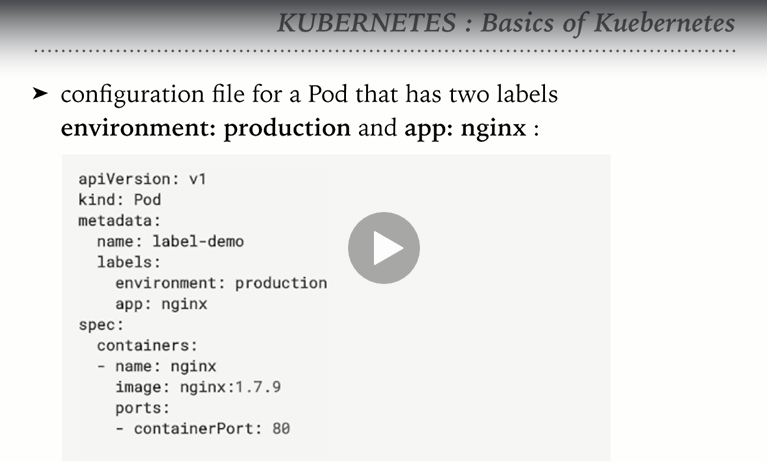 KUBERNETES : Basics of Kuebernetes
➤ configuration file for a Pod that has two labels
environment: production and app: nginx :
apiVersion: v1
kind: Pod
metadata:
  name: label-demo
  labels:
    environment: production
    app: nginx
spec:
  containers:
  - name: nginx
    image: nginx:1.7.9
    ports:
    - containerPort: 80